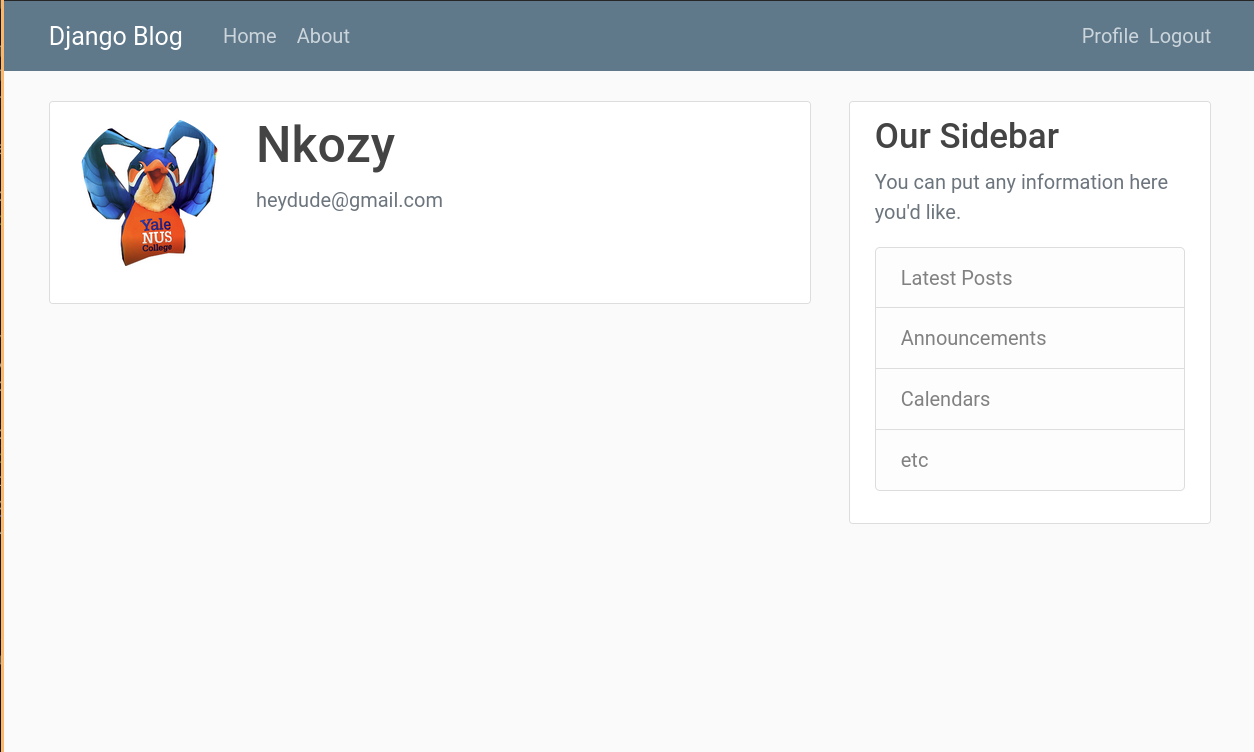 Django Blog Home About Profile Logout
Nkozy
heydude@gmail.com
Yale
NUS
College
Our Sidebar
You can put any information here
you'd like.
Latest Posts
Announcements
Calendars
etc